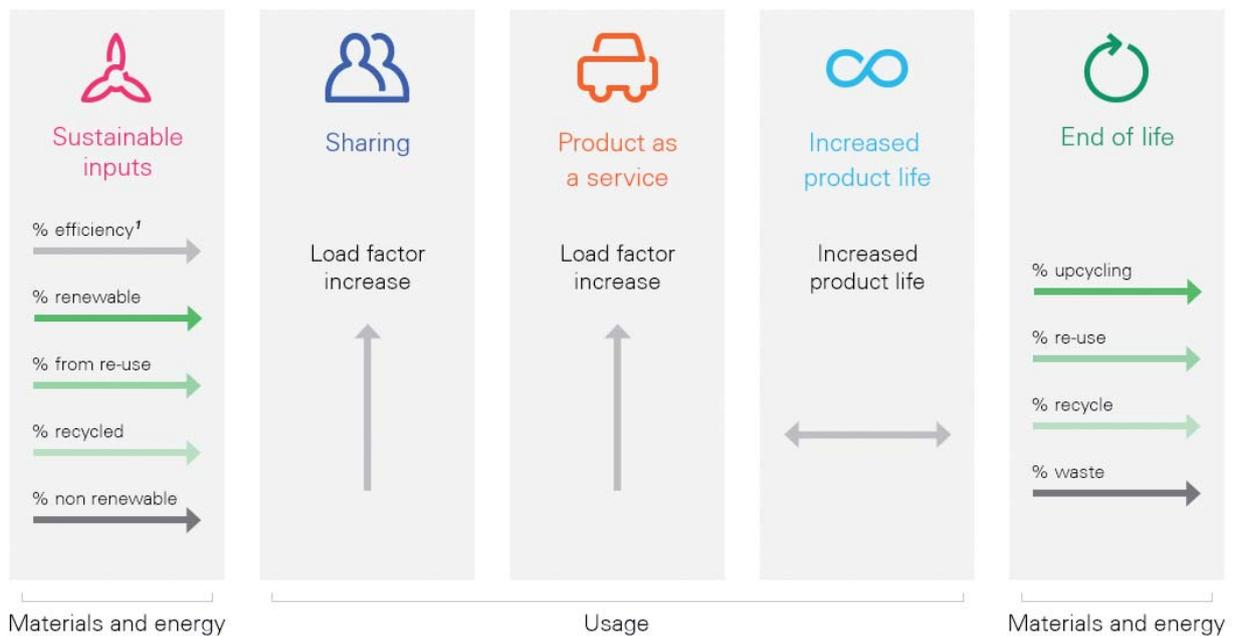 Sustainable
inputs
% efficiency¹
% renewable
% from re-use
% recycled
% non renewable
Sharing
Load factor
increase
Product as
a service
Load factor
increase
Increased
product life
Increased
product life
End of life
% upcycling
% re-use
% recycle
% waste
Materials and energy
Usage
Materials and energy